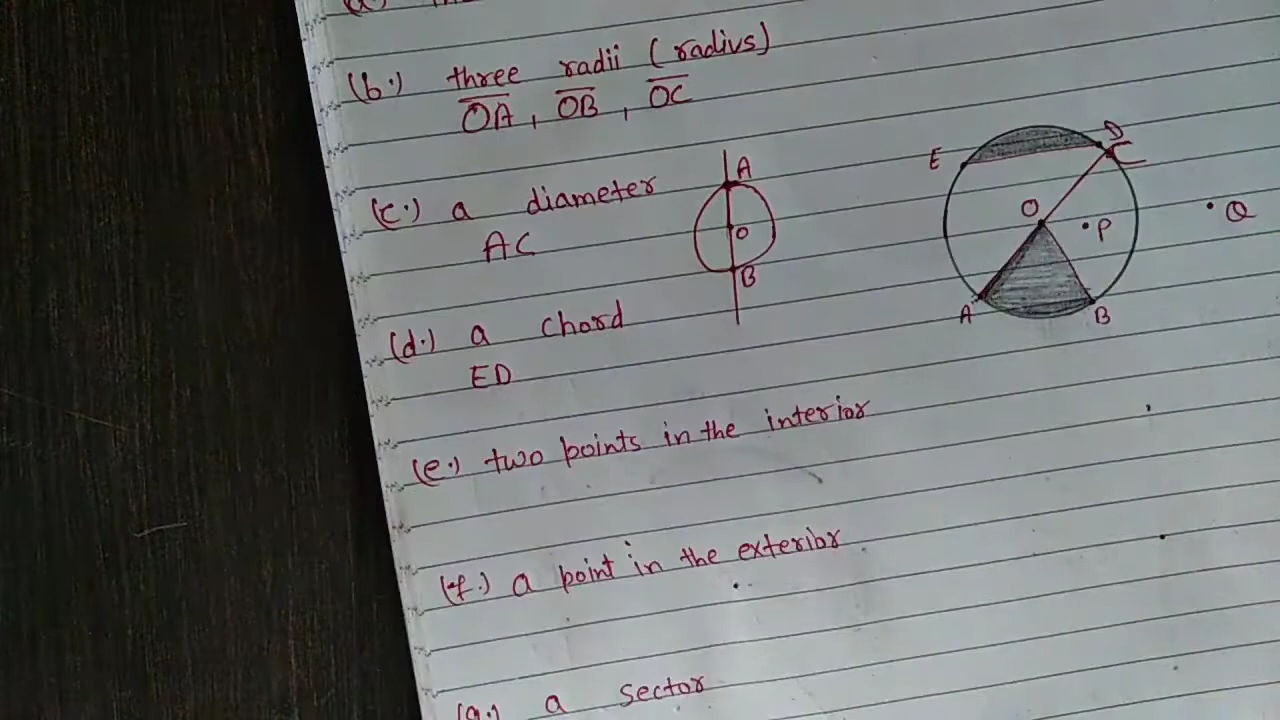 (b.) three radii (radius)
OA, OB, OC
(c.) a diameter
AC
A
O
B
(d.) a chord
ED
E
D
C
O
P
Q
A
B
(e.) two points in the interior
(f.) a point in the exterior
(g.) a sector